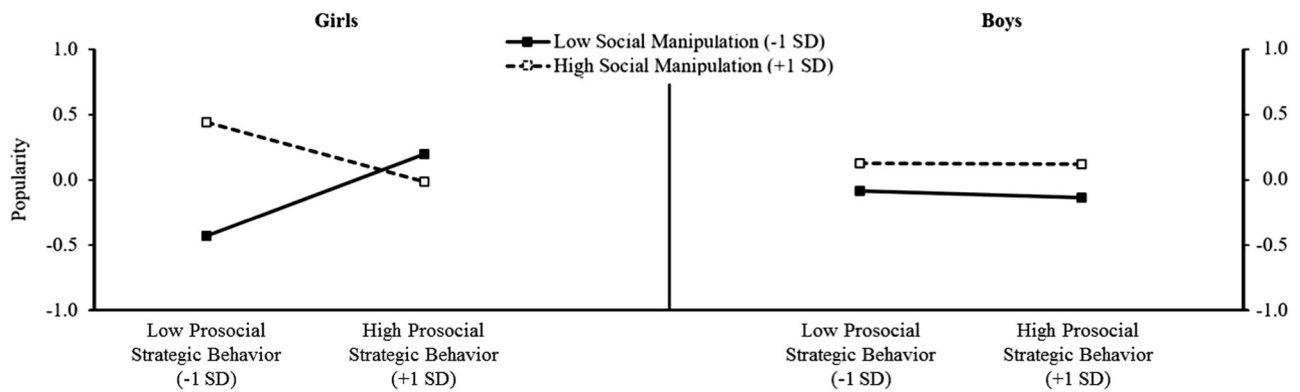 Girls
Boys
Low Social Manipulation (-1 SD)
High Social Manipulation (+1 SD)
Popularity
1.0
0.5
0.0
-0.5
-1.0
1.0
0.5
0.0
-0.5
-1.0
Low Prosocial
Strategic Behavior
(-1 SD)
High Prosocial
Strategic Behavior
(+1 SD)
Low Prosocial
Strategic Behavior
(-1 SD)
High Prosocial
Strategic Behavior
(+1 SD)